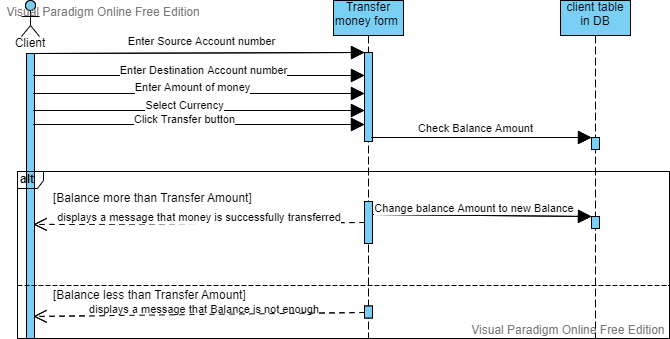 Visual Paradigm Online Free Edition
Transfer
money form
client table
in DB
Client
Enter Source Account number
Enter Destination Account number
Enter Amount of money
Select Currency
Click Transfer button
Check Balance Amount
alt
[Balance more than Transfer Amount]
Change balance Amount to new Balance
displays a message that money is successfully transferred
[Balance less than Transfer Amount]
displays a message that Balance is not enough
Visual Paradigm Online Free Edition